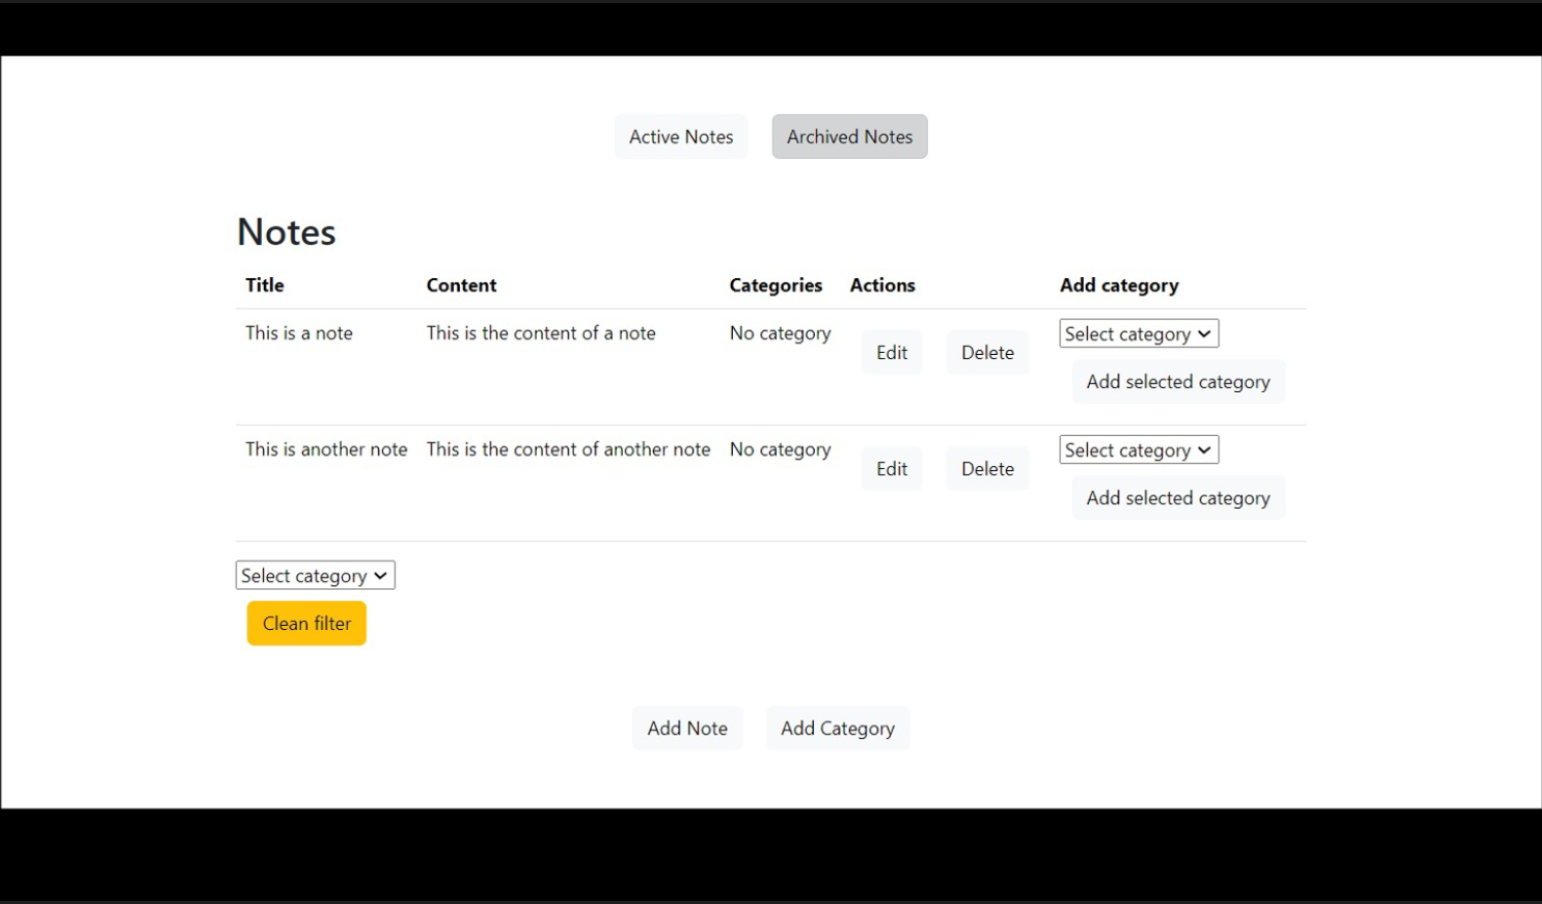 Active Notes Archived Notes
Notes
Title Content Categories Actions Add category
This is a note This is the content of a note No category Edit Delete Select category
Add selected category
This is another note This is the content of another note No category Edit Delete Select category
Add selected category
Select category
Clean filter
Add Note Add Category